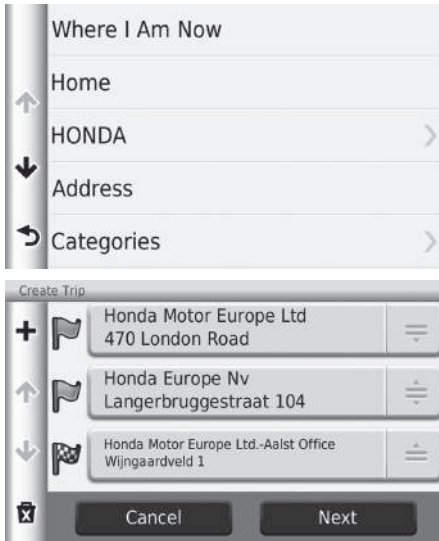 Where I Am Now
Home
HONDA
Address
Categories
Create Trip
Honda Motor Europe Ltd
470 London Road
Honda Europe Nv
Langerbruggestraat 104
Honda Motor Europe Ltd.-Aalst Office
Wijngaardveld 1
Cancel
Next